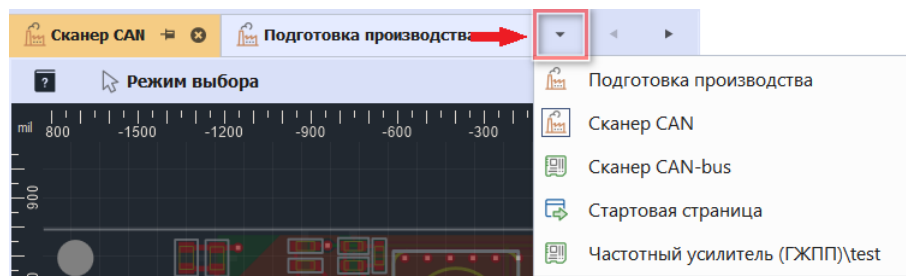 Сканер CAN
Подготовка производства
? Режим выбора
mil 800 -1500 -1200 -900 -600 -300
900
Подготовка производства
Сканер CAN
Сканер CAN-bus
Стартовая страница
Частотный усилитель (ГЖПП)\test